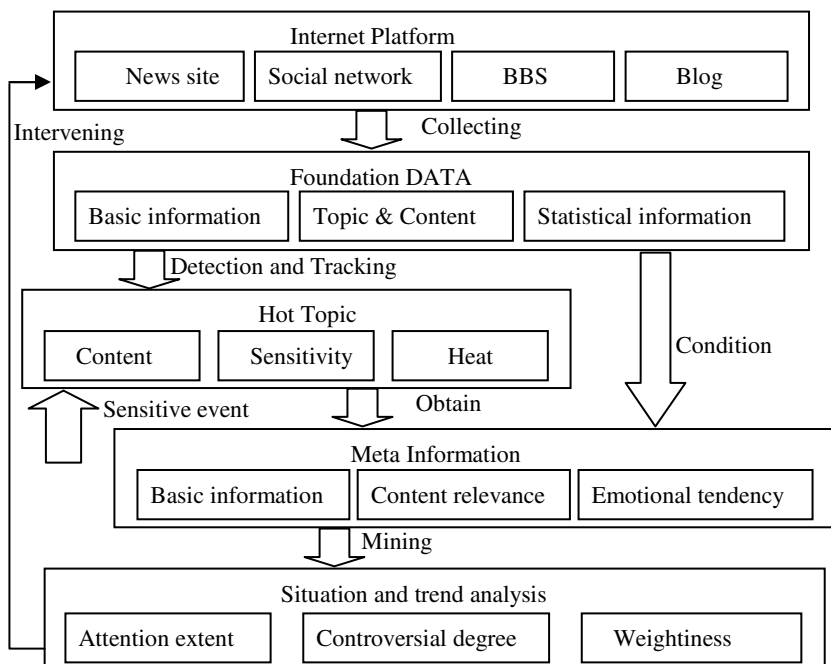 Internet Platform
News site Social network BBS Blog
Intervening
Collecting
Foundation DATA
Basic information Topic & Content Statistical information
Detection and Tracking
Hot Topic
Content Sensitivity Heat
Condition
Sensitive event
Obtain
Meta Information
Basic information Content relevance Emotional tendency
Mining
Situation and trend analysis
Attention extent Controversial degree Weightiness